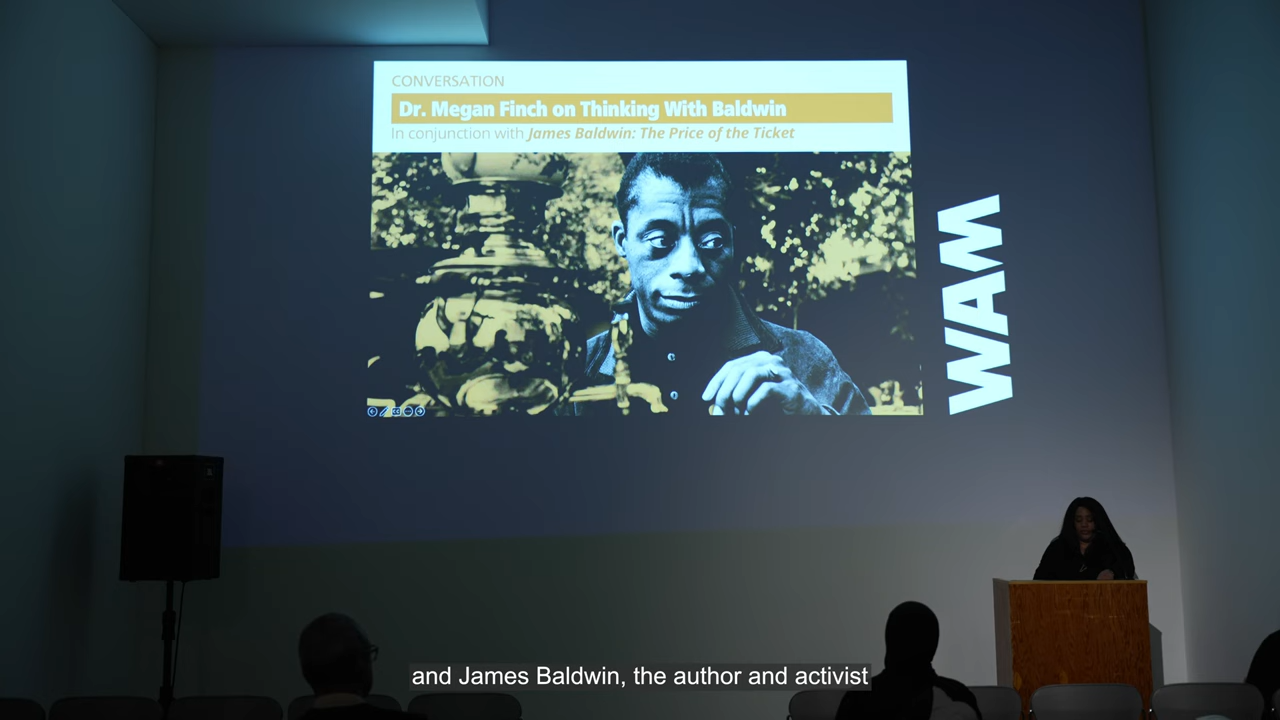 CONVERSATION
Dr. Megan Finch on Thinking With Baldwin
In conjunction with James Baldwin: The Price of the Ticket
WAM
and James Baldwin, the author and activist